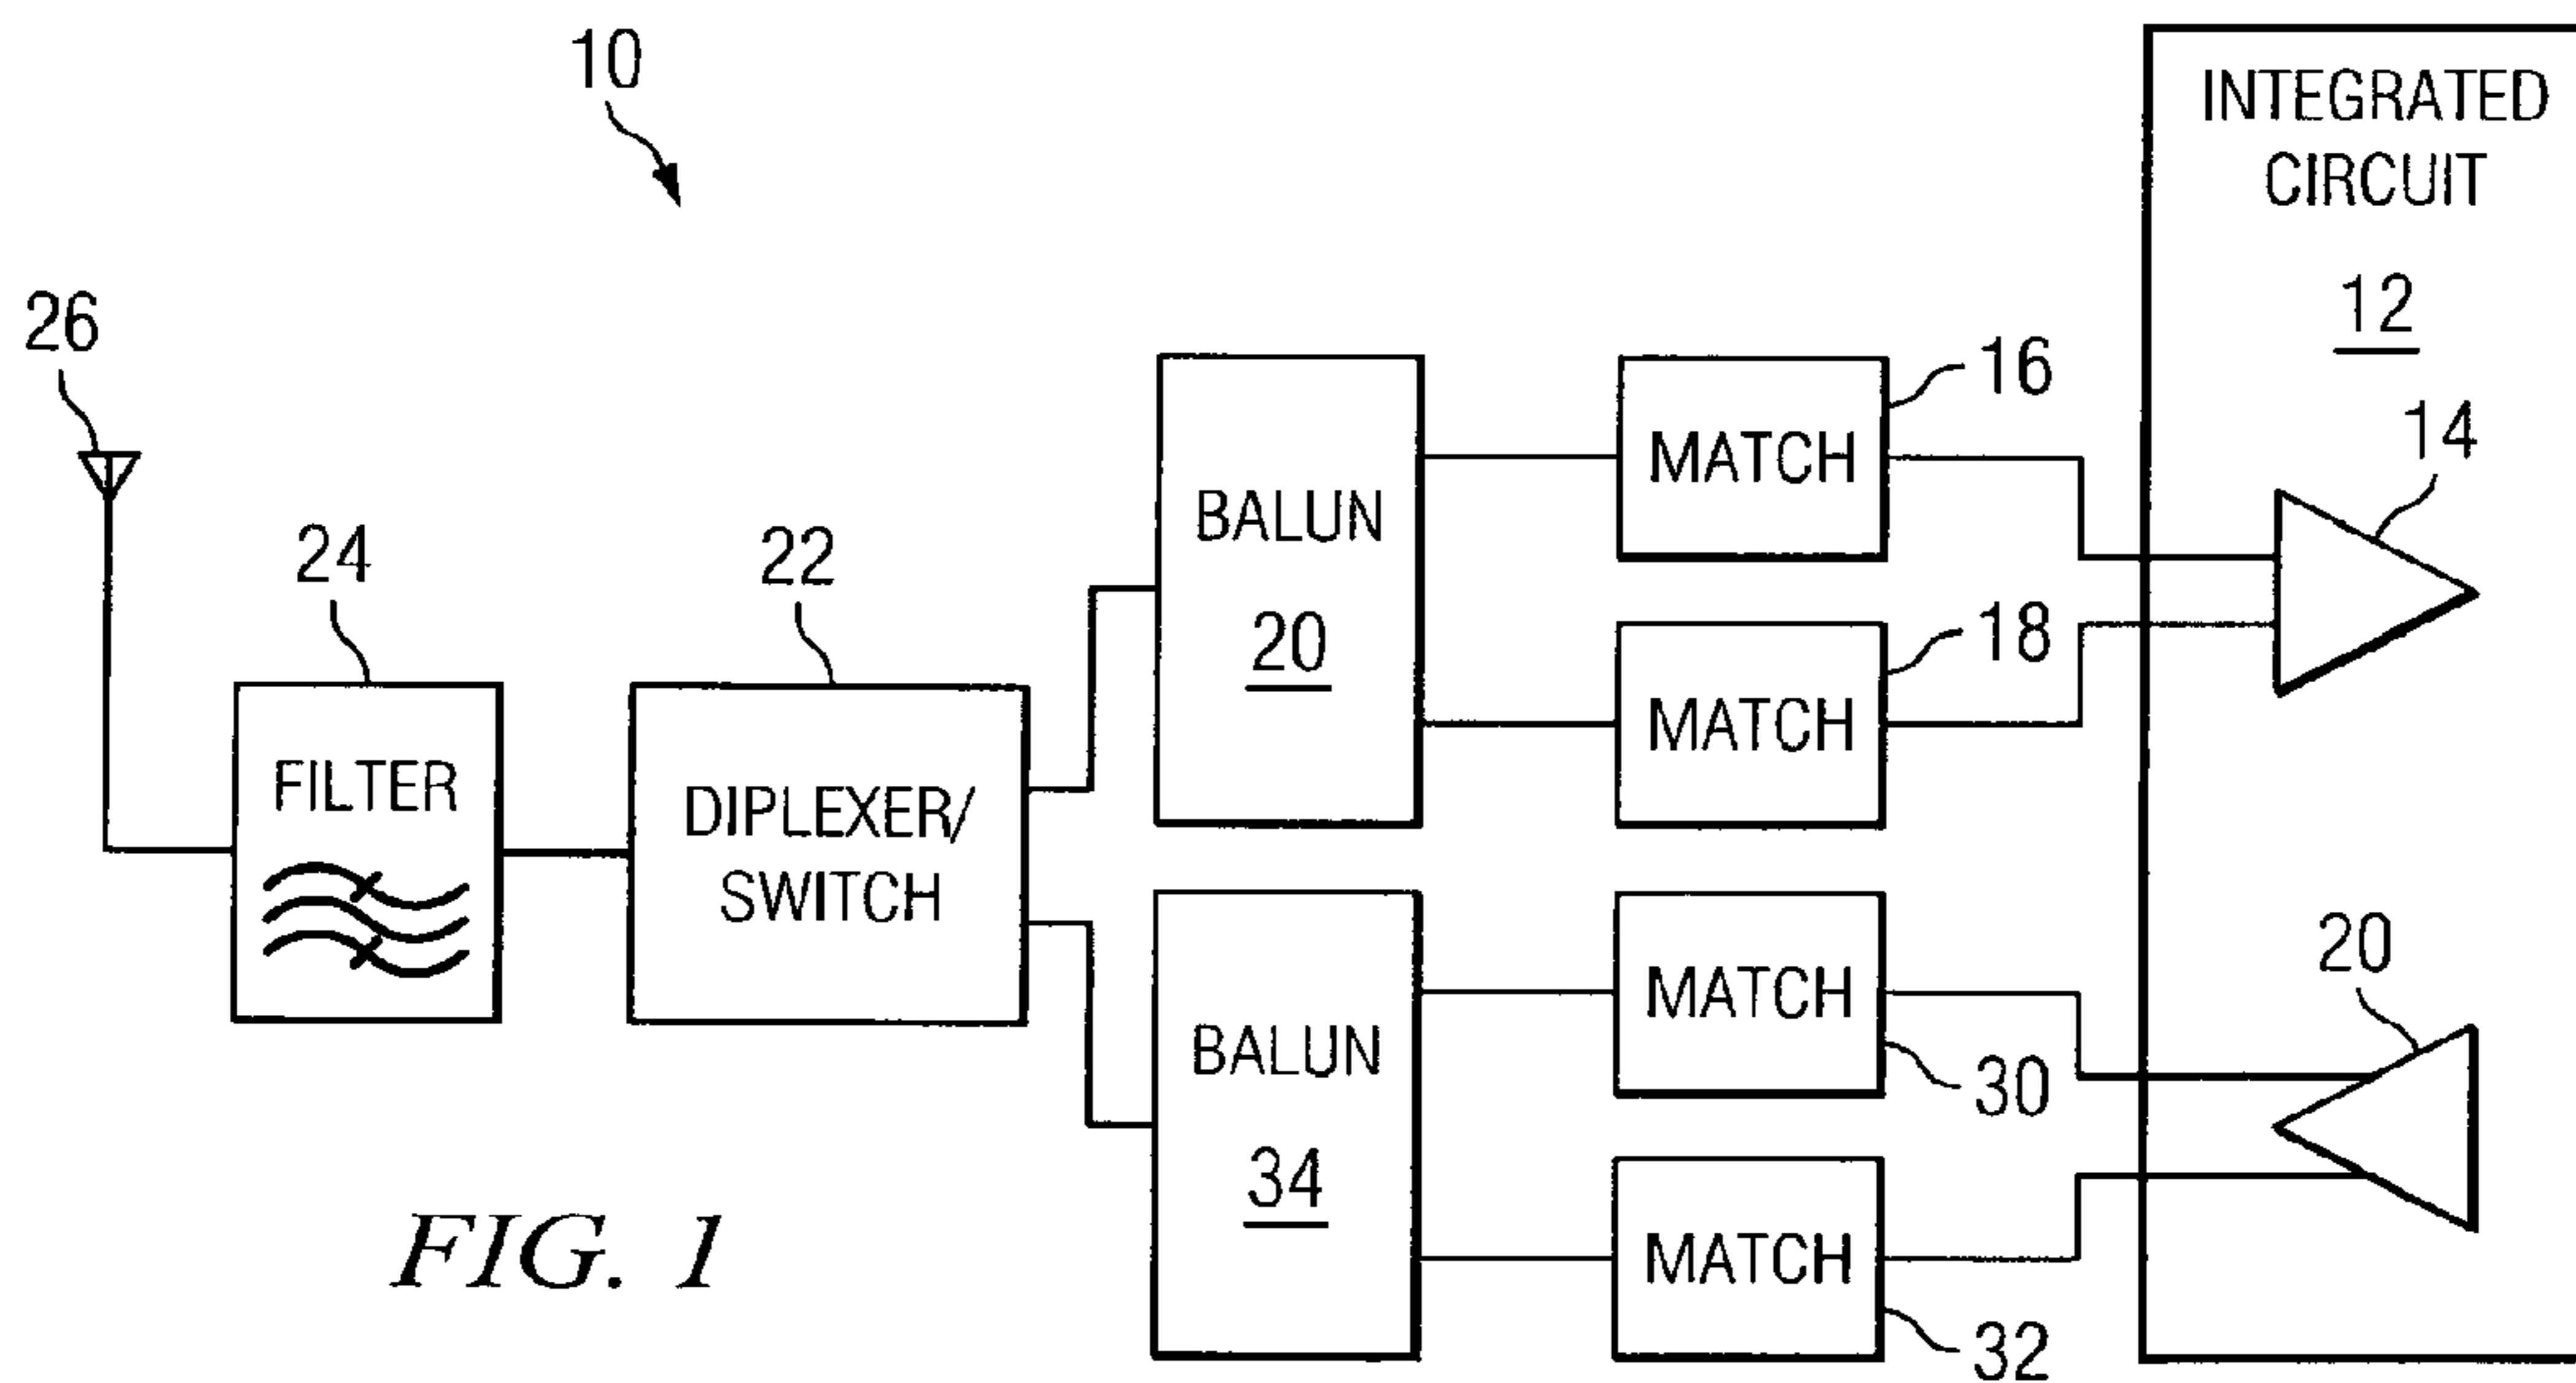 10
INTEGRATED
CIRCUIT
12
26
16
14
MATCH
24
22
BALUN
20
18
MATCH
FILTER
DIPLEXER/
SWITCH
20
MATCH
30
BALUN
34
MATCH
32
FIG. 1